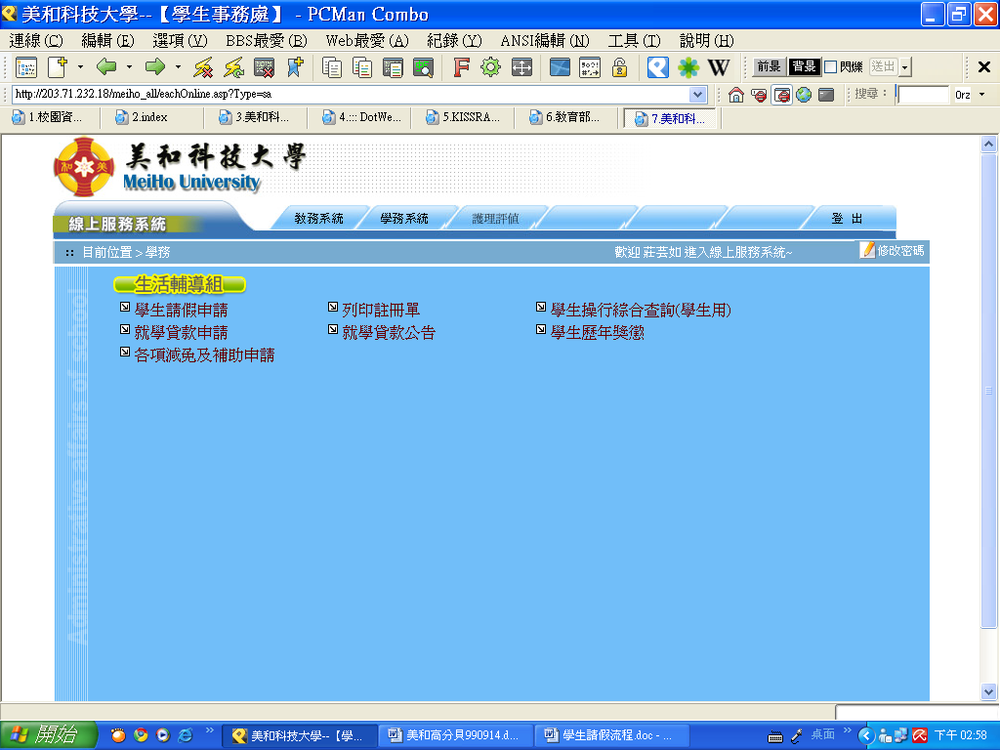 美和科技大學--【學生事務處】 - PCMan Combo
連線(C) 編輯(E) 選項(V) BBS最愛(B) Web最愛(A) 紀錄(Y) ANSI編輯(N) 工具(T) 說明(H)
前景 背景 閃爍 送出
http://203.71.232.18/meiho_all/eachOnline.asp?Type=sa 搜尋： Orz
1.校園資... 2.index 3.美和科... 4.::: DotWe... 5.KISSRA... 6.教育部... 7.美和科...
美和科技大學
MeiHo University
線上服務系統 教務系統 學務系統 護理評值 登 出
:: 目前位置 > 學務 歡迎 莊芸如 進入線上服務系統~ 修改密碼
生活輔導組
學生請假申請 列印註冊單 學生操行綜合查詢(學生用)
就學貸款申請 就學貸款公告 學生歷年獎懲
各項減免及補助申請
Administrative affairs of school
開始 美和科技大學--【學... 美和高分貝990914.d... 學生請假流程.doc - ... 桌面 下午 02:58